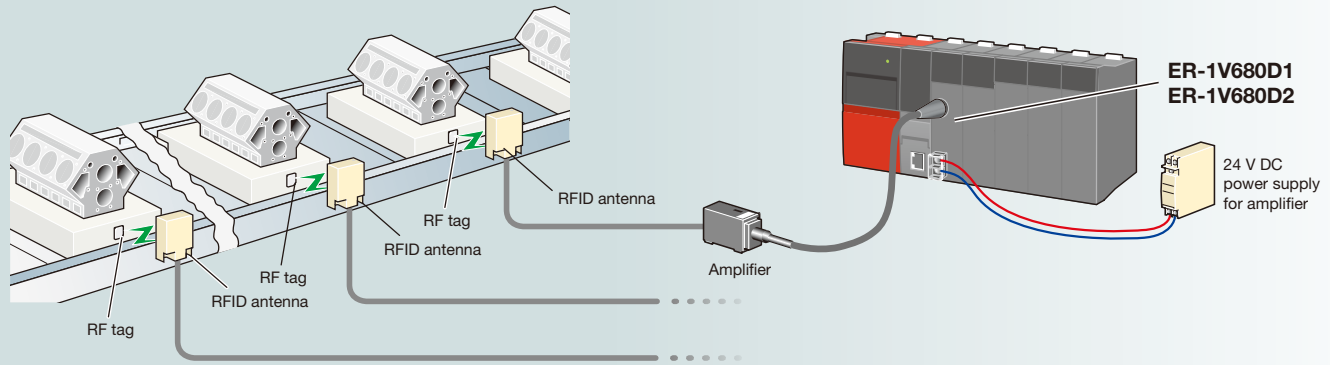 ER-1V680D1
ER-1V680D2
24 V DC
power supply
for amplifier
RFID antenna
RF tag
RFID antenna
Amplifier
RF tag
RFID antenna
RF tag